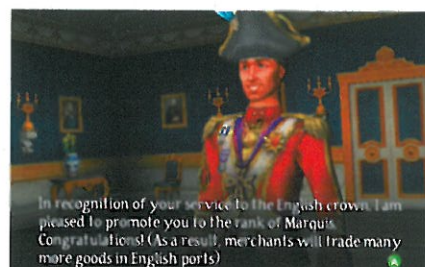 In recognition of your service to the English crown, I am
pleased to promote you to the rank of Marquis.
Congratulations! (As a result, merchants will trade many
more goods in English ports)
A